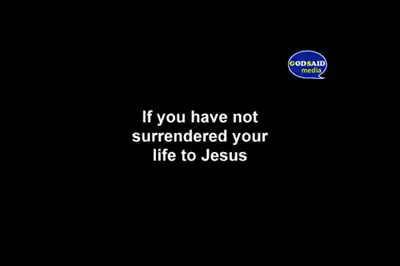 GODSAID
media
If you have not
surrendered your
life to Jesus